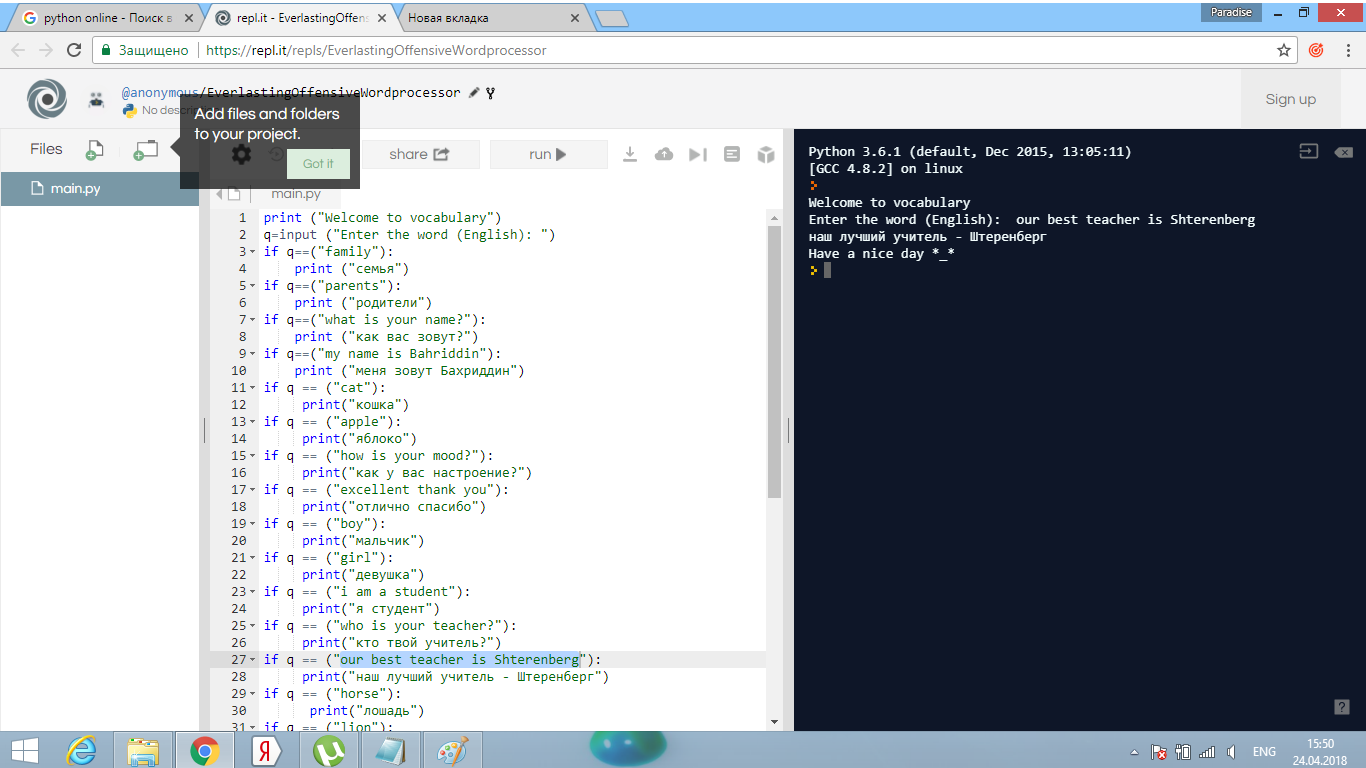 python online - Поиск в
repl.it - EverlastingOffens
Новая вкладка
Paradise
Защищено
https://repl.it/repls/EverlastingOffensiveWordprocessor
@anonymous/EverlastingOffensiveWordprocessor
No descri
Sign up
Add files and folders
to your project.
Got it
Files
share
run
main.py
main.py
1 print ("Welcome to vocabulary")
2 q=input ("Enter the word (English): ")
3 if q==("family"):
4 print ("семья")
5 if q==("parents"):
6 print ("родители")
7 if q==("what is your name?"):
8 print ("как вас зовут?")
9 if q==("my name is Bahriddin"):
10 print ("меня зовут Бахриддин")
11 if q == ("cat"):
12 print("кошка")
13 if q == ("apple"):
14 print("яблоко")
15 if q == ("how is your mood?"):
16 print("как у вас настроение?")
17 if q == ("excellent thank you"):
18 print("отлично спасибо")
19 if q == ("boy"):
20 print("мальчик")
21 if q == ("girl"):
22 print("девушка")
23 if q == ("i am a student"):
24 print("я студент")
25 if q == ("who is your teacher?"):
26 print("кто твой учитель?")
27 if q == ("our best teacher is Shterenberg"):
28 print("наш лучший учитель - Штеренберг")
29 if q == ("horse"):
30 print("лошадь")
31 if q == ("lion"):
Python 3.6.1 (default, Dec 2015, 13:05:11)
[GCC 4.8.2] on linux
Welcome to vocabulary
Enter the word (English):  our best teacher is Shterenberg
наш лучший учитель - Штеренберг
Have a nice day *_*
?
ENG
15:50
24.04.2018